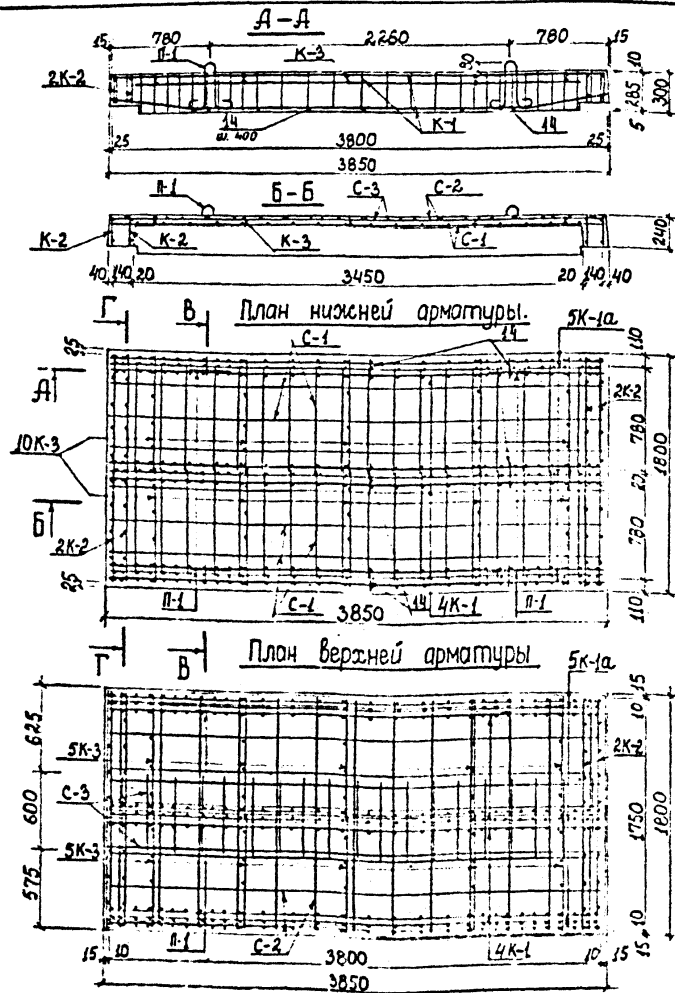 А-А
15 780 2260 780 15
П-1 К-3 30 10
2К-2 285 300
14 К-1 14 5
ш. 400
25 3800 25
3850
Б-Б
П-1 С-3 С-2
К-2 К-2 К-3 С-1 240
40 140 20 3450 20 140 40
Г В План нижней арматуры.
С-1 14 5К-1а
25 110
А 2К-2
780 1800
10К-3
20
Б
780
2К-2
25
П-1 С-1 14 4К-1 П-1 110
3850
Г В План верхней арматуры
5К-1а
15
625 10
5К-3 2К-2
С-3
600 1750 1800
5К-3
575
10
П-1 С-2 4К-1 15
15 10 3800 10 15
3850